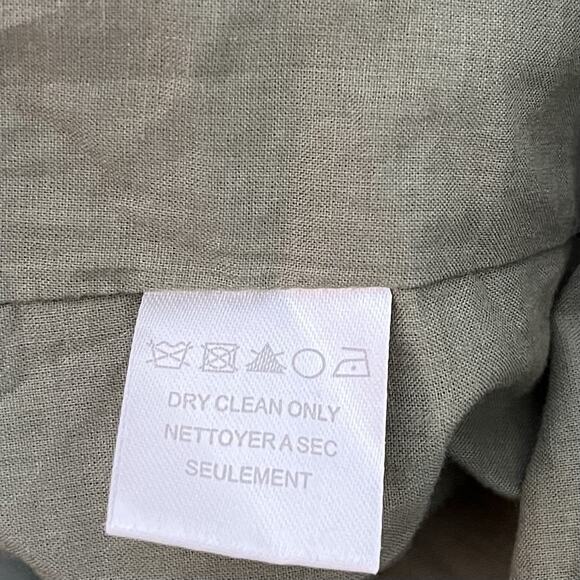 DRY CLEAN ONLY
NETTOYER A SEC
SEULEMENT